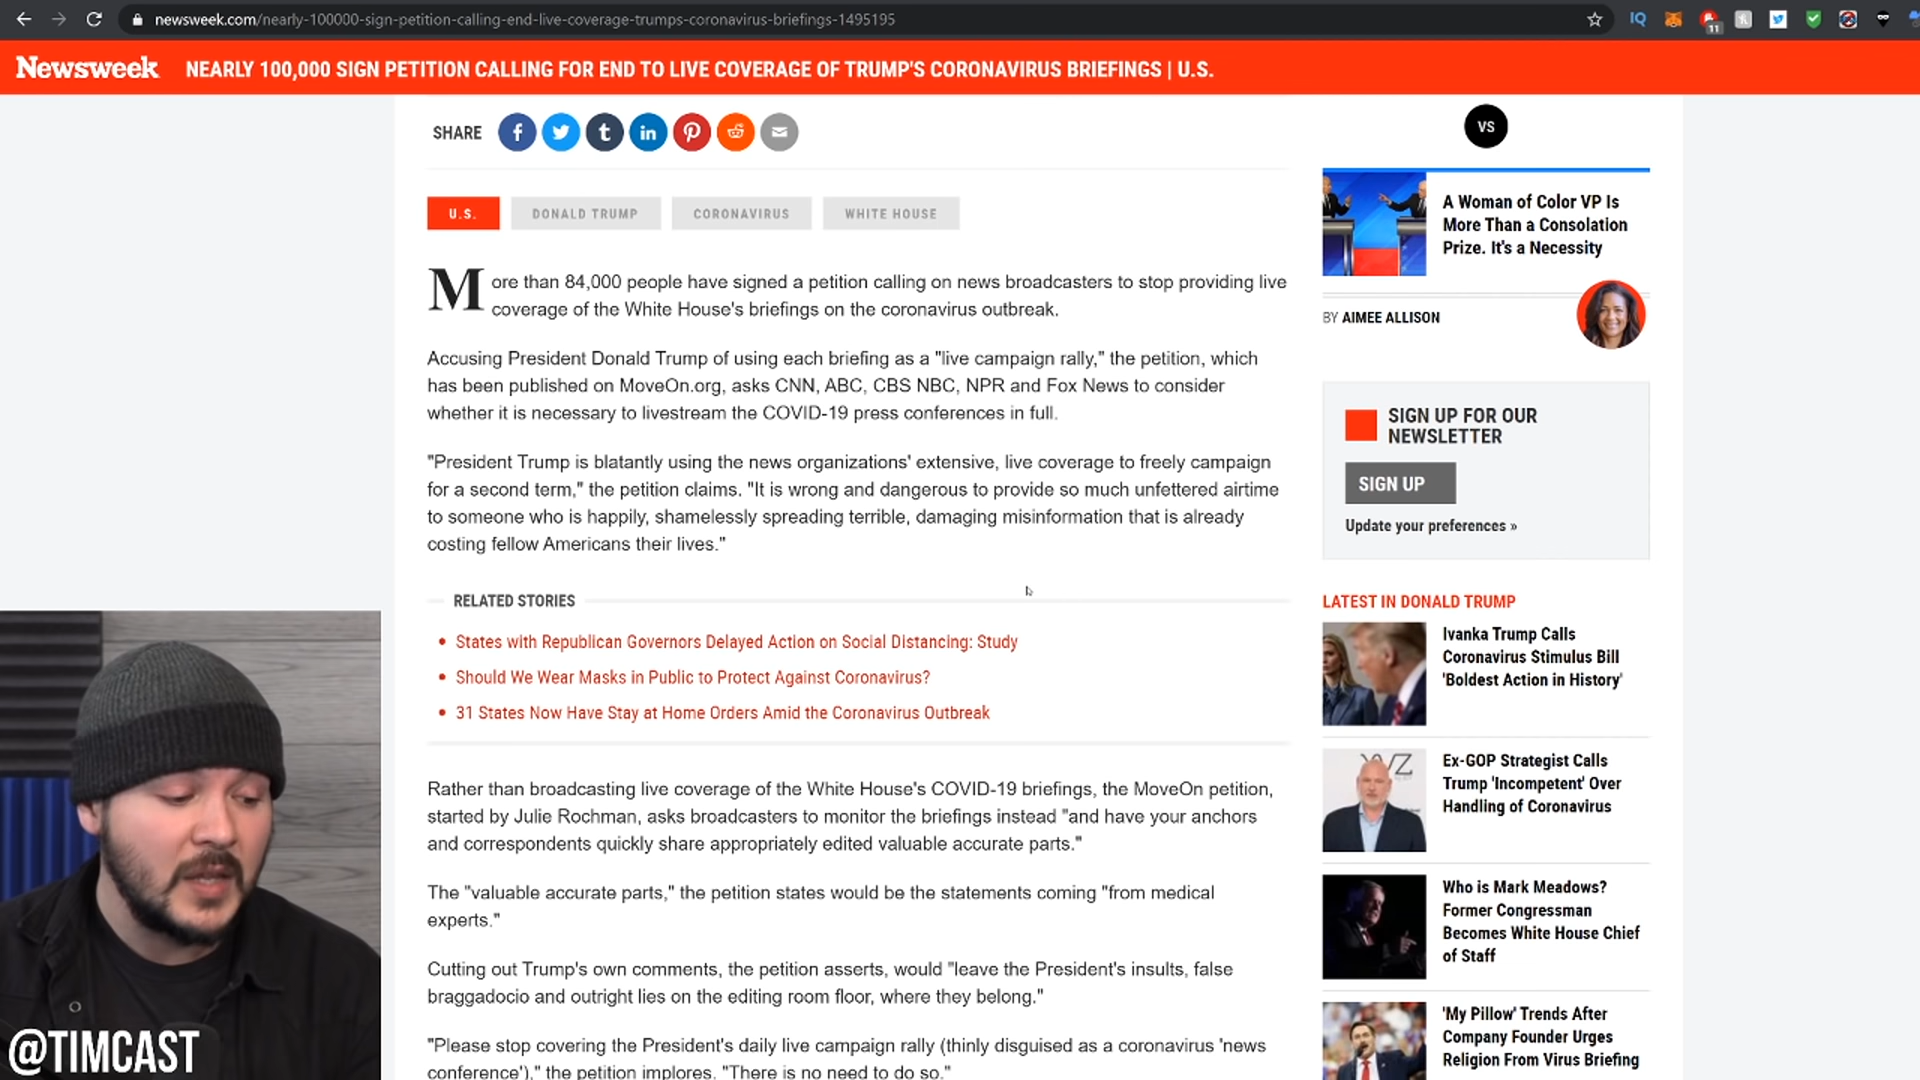 newsweek.com/nearly-100000-sign-petition-calling-end-live-coverage-trumps-coronavirus-briefings-1495195
IQ
11
Newsweek
NEARLY 100,000 SIGN PETITION CALLING FOR END TO LIVE COVERAGE OF TRUMP'S CORONAVIRUS BRIEFINGS | U.S.
SHARE
U.S.
DONALD TRUMP
CORONAVIRUS
WHITE HOUSE
More than 84,000 people have signed a petition calling on news broadcasters to stop providing live
coverage of the White House's briefings on the coronavirus outbreak.
Accusing President Donald Trump of using each briefing as a "live campaign rally," the petition, which
has been published on MoveOn.org, asks CNN, ABC, CBS NBC, NPR and Fox News to consider
whether it is necessary to livestream the COVID-19 press conferences in full.
"President Trump is blatantly using the news organizations' extensive, live coverage to freely campaign
for a second term," the petition claims. "It is wrong and dangerous to provide so much unfettered airtime
to someone who is happily, shamelessly spreading terrible, damaging misinformation that is already
costing fellow Americans their lives."
RELATED STORIES
• States with Republican Governors Delayed Action on Social Distancing: Study
• Should We Wear Masks in Public to Protect Against Coronavirus?
• 31 States Now Have Stay at Home Orders Amid the Coronavirus Outbreak
Rather than broadcasting live coverage of the White House's COVID-19 briefings, the MoveOn petition,
started by Julie Rochman, asks broadcasters to monitor the briefings instead "and have your anchors
and correspondents quickly share appropriately edited valuable accurate parts."
The "valuable accurate parts," the petition states would be the statements coming "from medical
experts."
Cutting out Trump's own comments, the petition asserts, would "leave the President's insults, false
braggadocio and outright lies on the editing room floor, where they belong."
"Please stop covering the President's daily live campaign rally (thinly disguised as a coronavirus 'news
conference')," the petition implores. "There is no need to do so."
VS
A Woman of Color VP Is
More Than a Consolation
Prize. It's a Necessity
BY AIMEE ALLISON
SIGN UP FOR OUR
NEWSLETTER
SIGN UP
Update your preferences »
LATEST IN DONALD TRUMP
Ivanka Trump Calls
Coronavirus Stimulus Bill
'Boldest Action in History'
Ex-GOP Strategist Calls
Trump 'Incompetent' Over
Handling of Coronavirus
Who is Mark Meadows?
Former Congressman
Becomes White House Chief
of Staff
'My Pillow' Trends After
Company Founder Urges
Religion From Virus Briefing
@TIMCAST